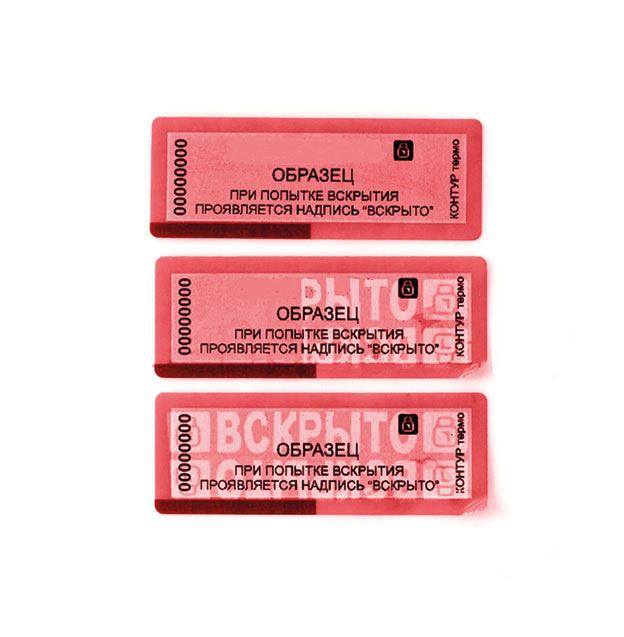 00000000
ОБРАЗЕЦ
ПРИ ПОПЫТКЕ ВСКРЫТИЯ
ПРОЯВЛЯЕТСЯ НАДПИСЬ "ВСКРЫТО"
КОНТУР термо
00000000
РЫТО
ОБРАЗЕЦ
ПРИ ПОПЫТКЕ ВСКРЫТИЯ
ПРОЯВЛЯЕТСЯ НАДПИСЬ "ВСКРЫТО"
КОНТУР термо
00000000
ВСКРЫТО
ОБРАЗЕЦ
ПРИ ПОПЫТКЕ ВСКРЫТИЯ
ПРОЯВЛЯЕТСЯ НАДПИСЬ "ВСКРЫТО"
КОНТУР термо